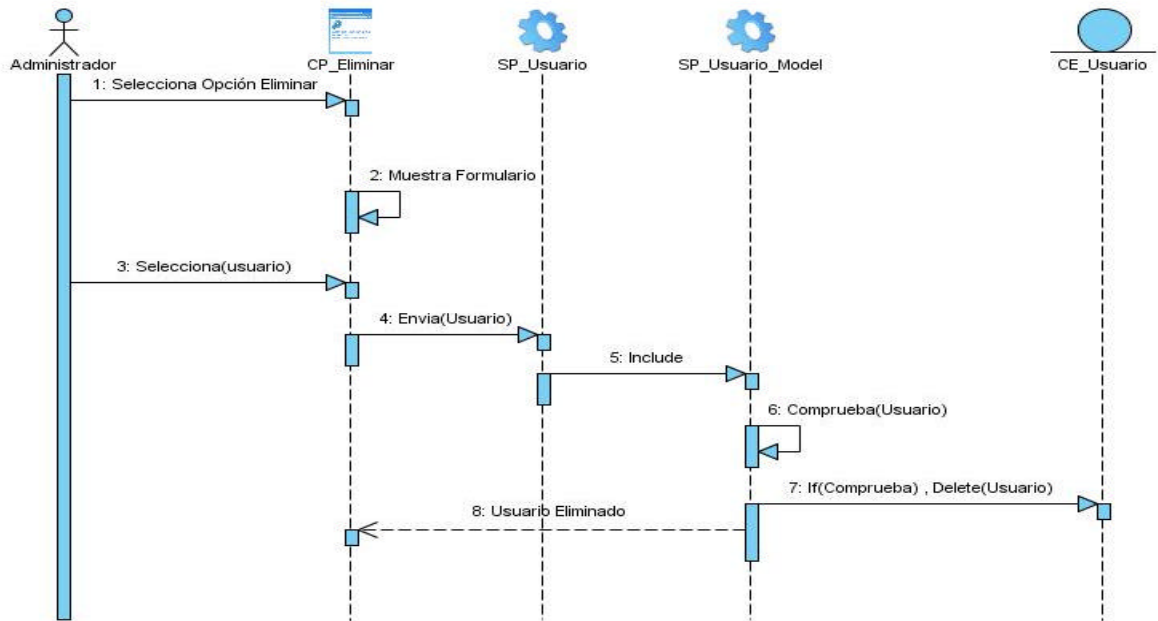 Administrador
CP_Eliminar
SP_Usuario
SP_Usuario_Model
CE_Usuario
1: Selecciona Opción Eliminar
2: Muestra Formulario
3: Selecciona(usuario)
4: Envia(Usuario)
5: Include
6: Comprueba(Usuario)
7: If(Comprueba) , Delete(Usuario)
8: Usuario Eliminado